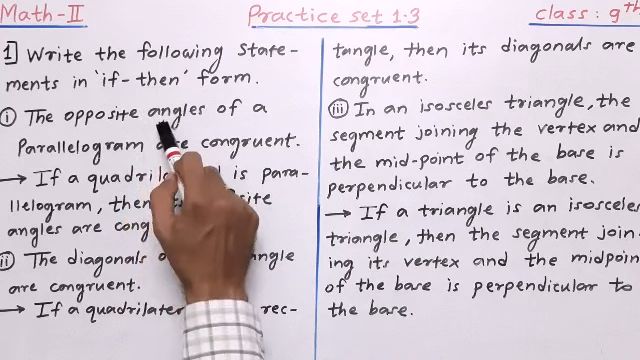 Math-II Practice set 1.3 class: 9th
1 Write the following state-
ments in 'if-then' form.
i The opposite angles of a
Parallelogram are congruent.
→ If a quadril l is para-
llelogram, then site
angles are cong
ii The diagonals o angle
are congruent.
→ If a quadrilater rec-
tangle, then its diagonals are
congruent.
iii In an isosceles triangle, the
segment joining the vertex and
the mid-point of the base is
perpendicular to the base.
→ If a triangle is an isosceles
triangle, then the segment join-
ing its vertex and the midpoin
of the base is perpendicular to
the base.